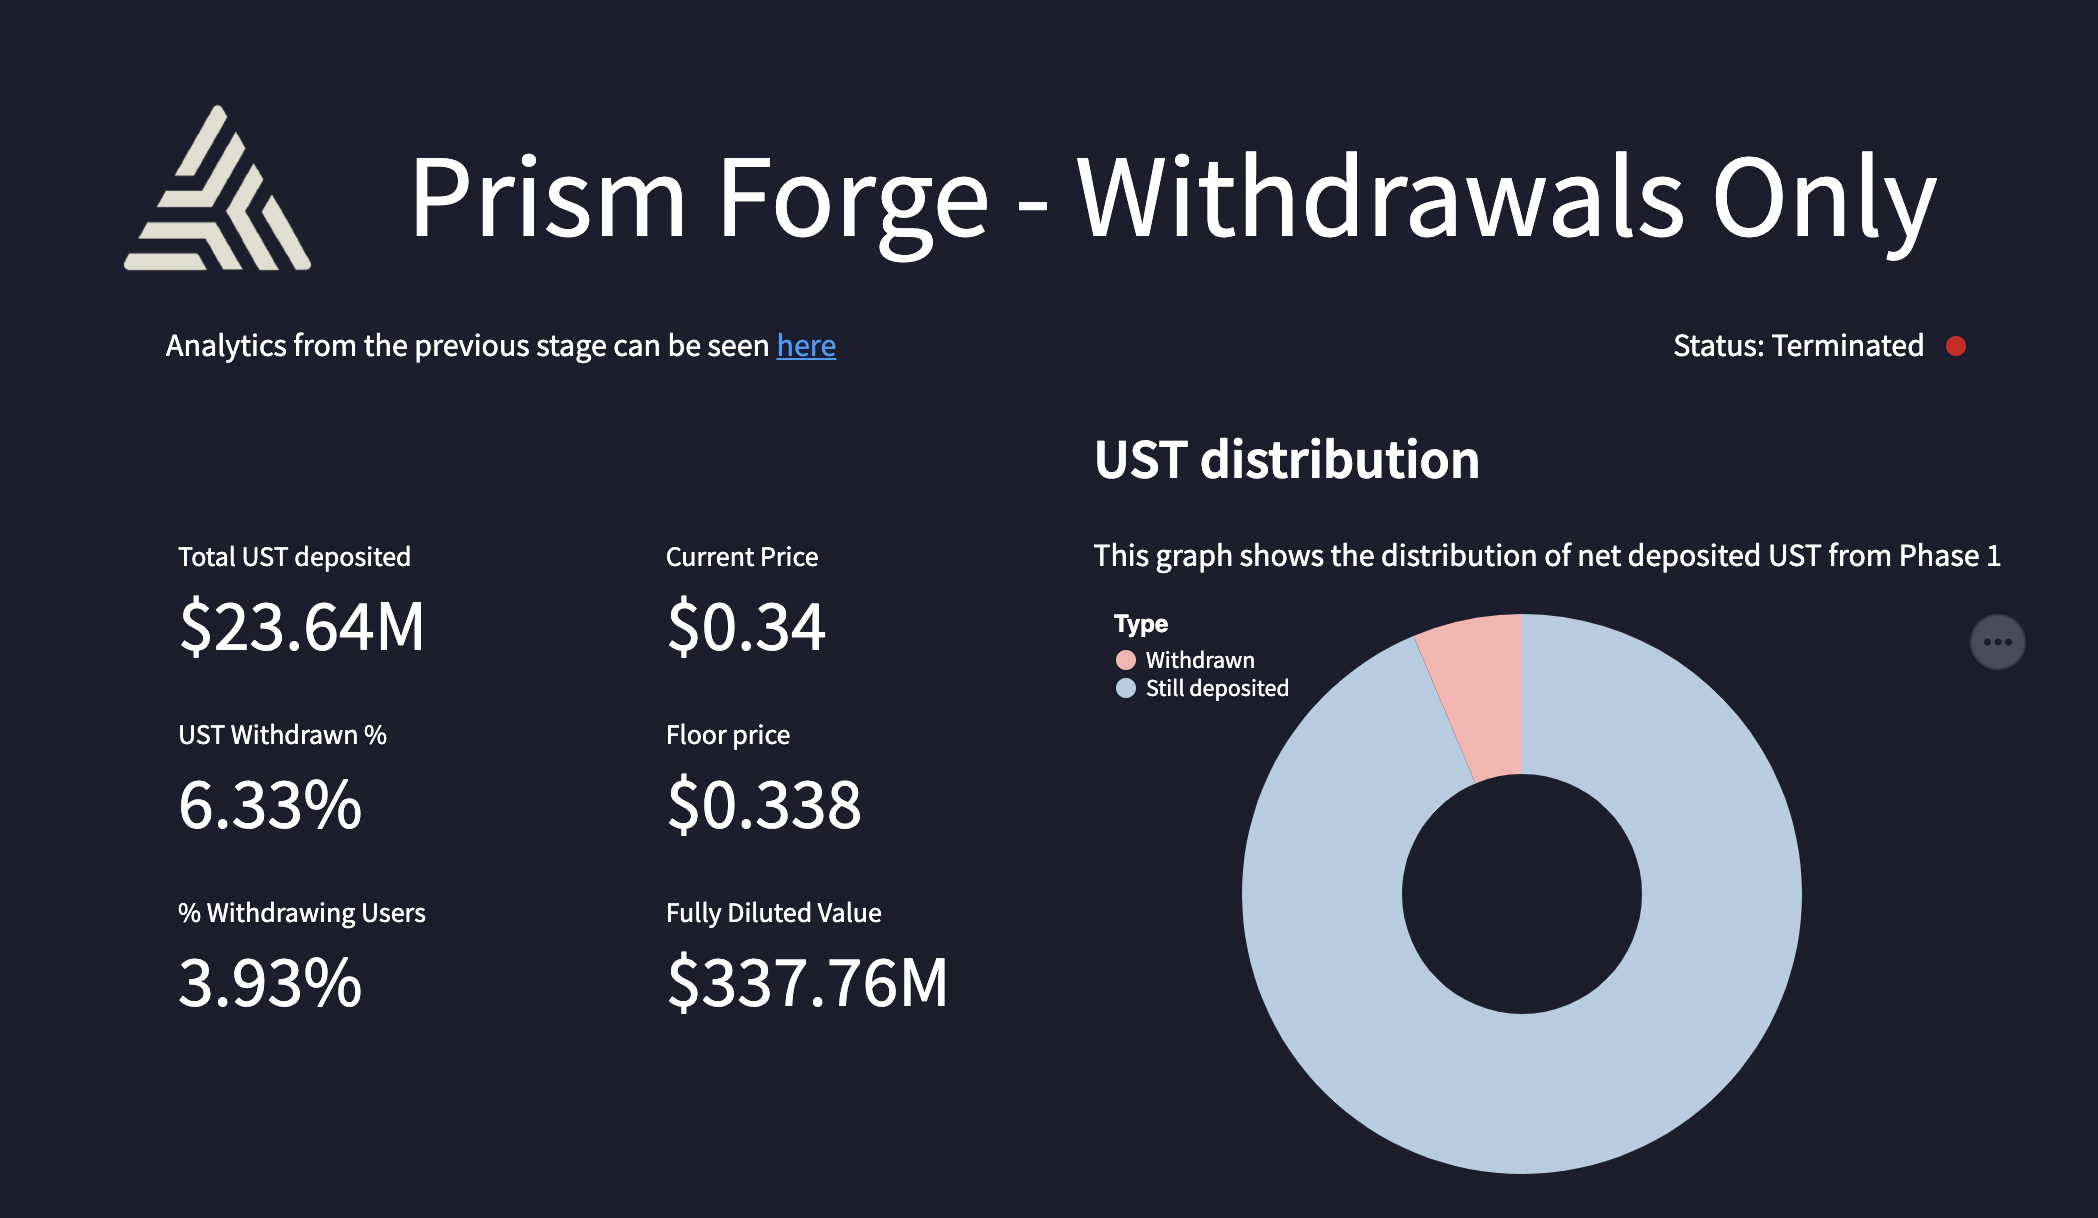 Prism Forge - Withdrawals Only
Analytics from the previous stage can be seen here
Status: Terminated
Total UST deposited
$23.64M
Current Price
$0.34
UST Withdrawn %
6.33%
Floor price
$0.338
% Withdrawing Users
3.93%
Fully Diluted Value
$337.76M
UST distribution
This graph shows the distribution of net deposited UST from Phase 1
Type
Withdrawn
Still deposited